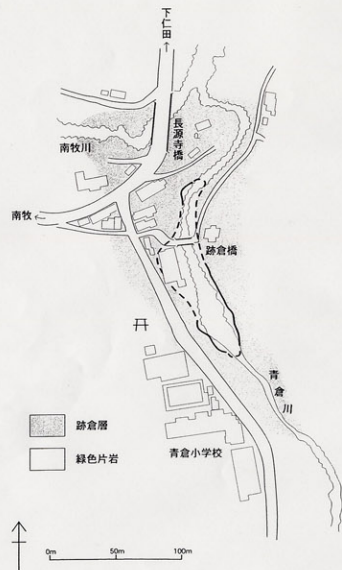 下仁田
長源寺橋
南牧川
南牧
跡倉橋
青倉川
跡倉層
緑色片岩
青倉小学校
0m 50m 100m